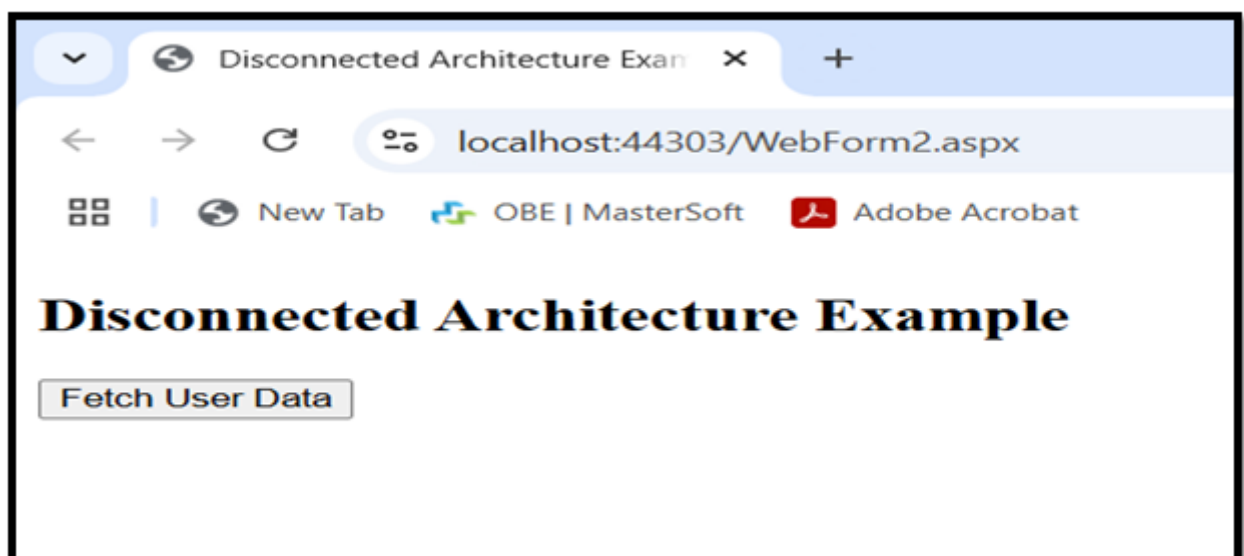 Disconnected Architecture Exan
localhost:44303/WebForm2.aspx
New Tab OBE | MasterSoft Adobe Acrobat
Disconnected Architecture Example
Fetch User Data